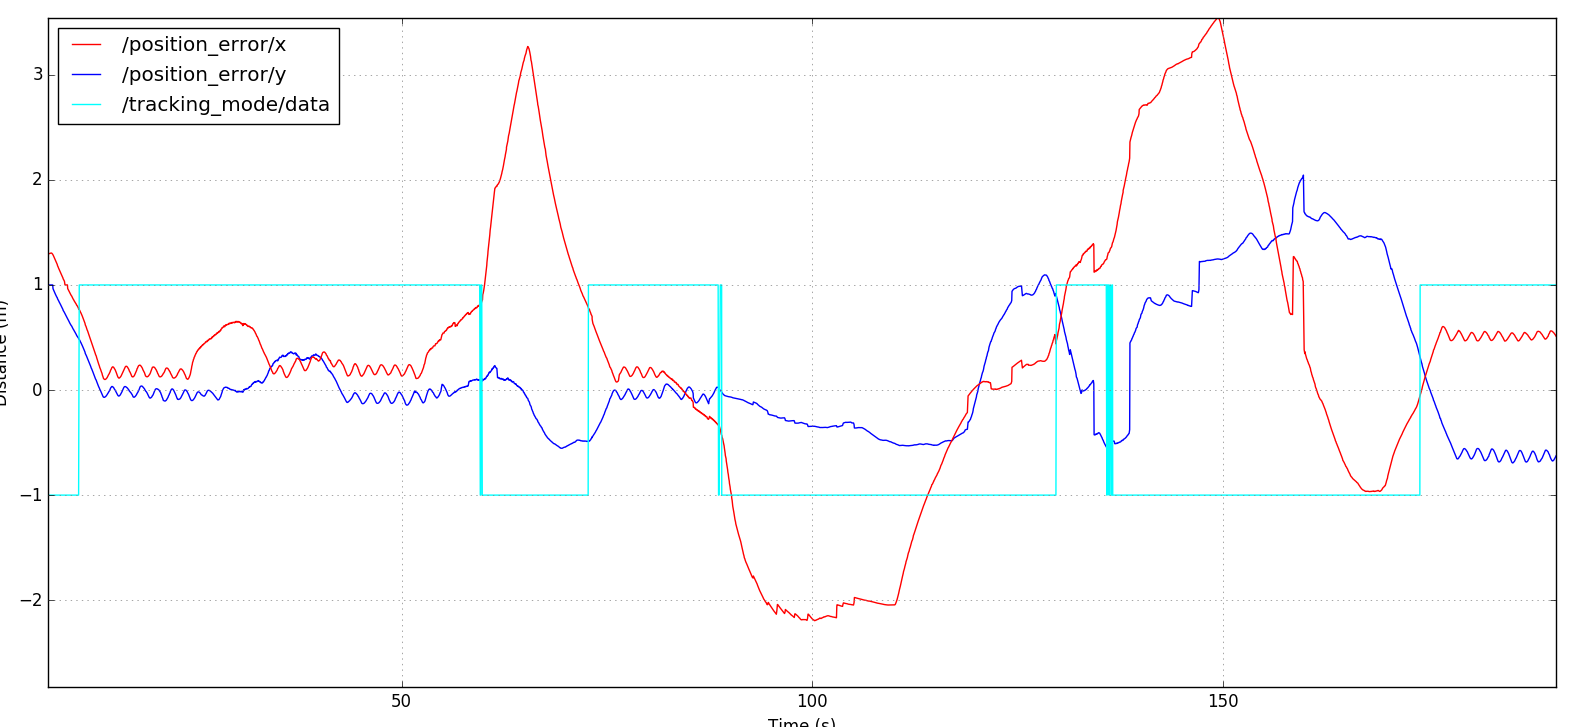 /position_error/x
/position_error/y
/tracking_mode/data
3
2
1
0
−1
−2
Distance (m)
50
100
150
Time (s)